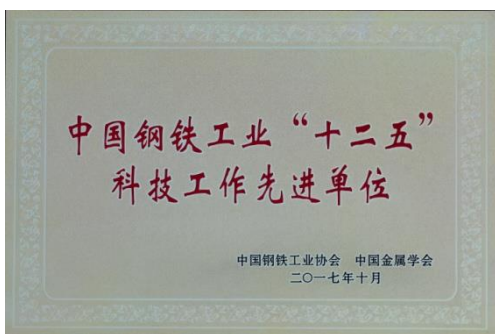 中国钢铁工业“十二五”
科技工作先进单位
中国钢铁工业协会 中国金属学会
二〇一七年十月